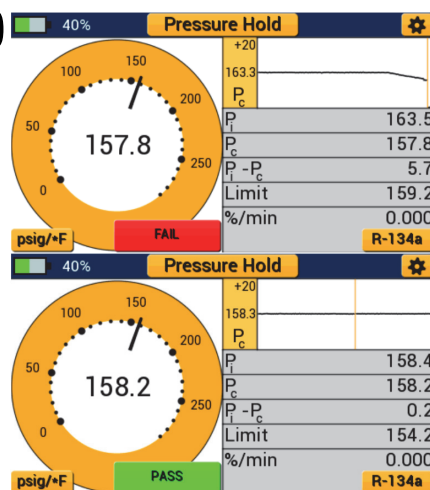 )
40% Pressure Hold
+20
163.3
Pc
0
50
100
150
200
250
157.8
Pi 163.5
Pc 157.8
Pi -Pc 5.7
Limit 159.2
%/min 0.000
psig/*F FAIL R-134a
40% Pressure Hold
+20
158.3
Pc
0
50
100
150
200
250
158.2
Pi 158.4
Pc 158.2
Pi -Pc 0.2
Limit 154.2
%/min 0.000
psig/*F PASS R-134a